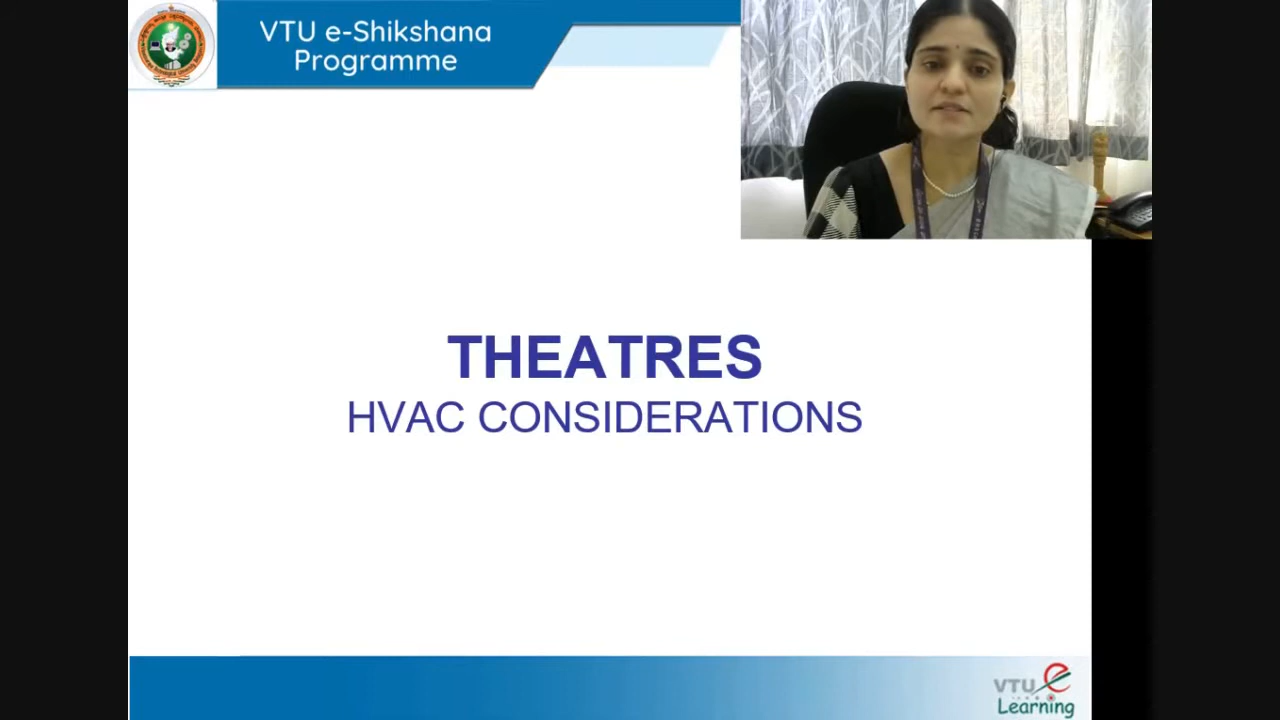 VTU e-Shikshana
Programme
THEATRES
HVAC CONSIDERATIONS
VTU e
Learning